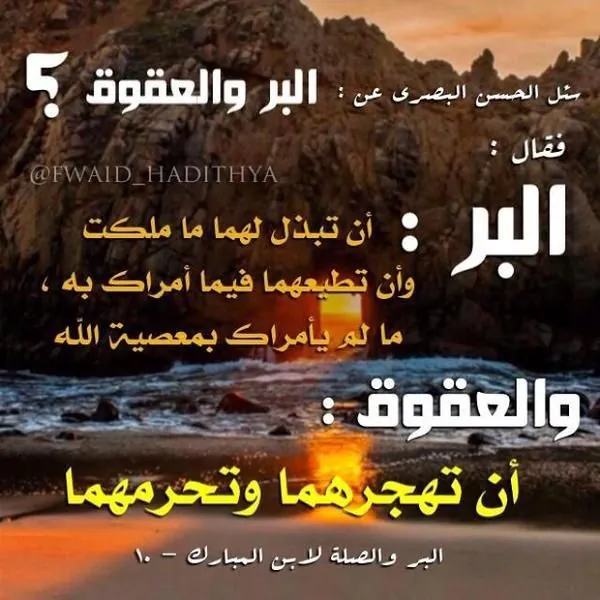 سئل الحسن البصرى عن : البر والعقوق ؟
فقال :
@FWAID_HADITHYA
البر : أن تبذل لهما ما ملكت
وأن تطيعهما فيما أمراك به ،
ما لم يأمراك بمعصية الله
والعقوق :
أن تهجرهما وتحرمهما
البر والصلة لابن المبارك - ١٠